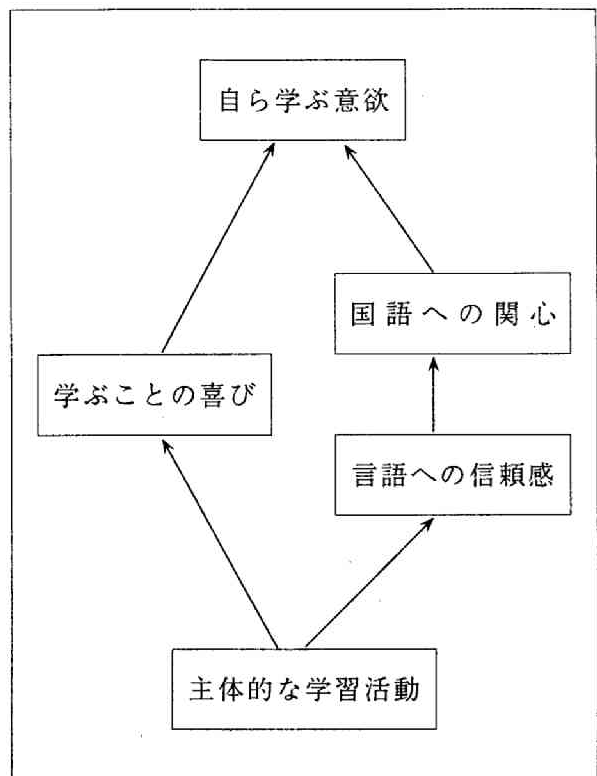 自ら学ぶ意欲
国語への関心
学ぶことの喜び
言語への信頼感
主体的な学習活動